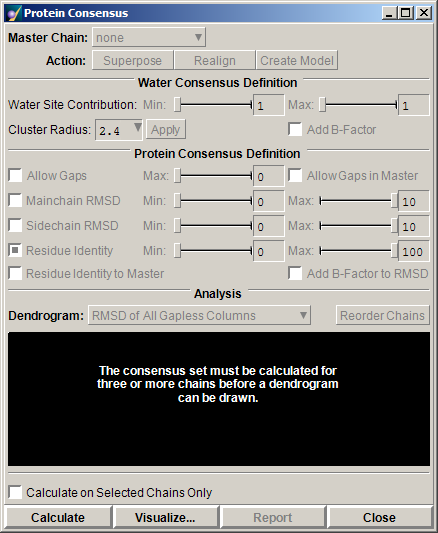 Protein Consensus
Master Chain: none
Action: Superpose Realign Create Model
Water Consensus Definition
Water Site Contribution: Min: 1 Max: 1
Cluster Radius: 2.4 Apply Add B-Factor
Protein Consensus Definition
Allow Gaps Max: 0 Allow Gaps in Master
Mainchain RMSD Min: 0 Max: 10
Sidechain RMSD Min: 0 Max: 10
Residue Identity Min: 0 Max: 100
Residue Identity to Master Add B-Factor to RMSD
Analysis
Dendrogram: RMSD of All Gapless Columns Reorder Chains
The consensus set must be calculated for
three or more chains before a dendrogram
can be drawn.
Calculate on Selected Chains Only
Calculate Visualize... Report Close